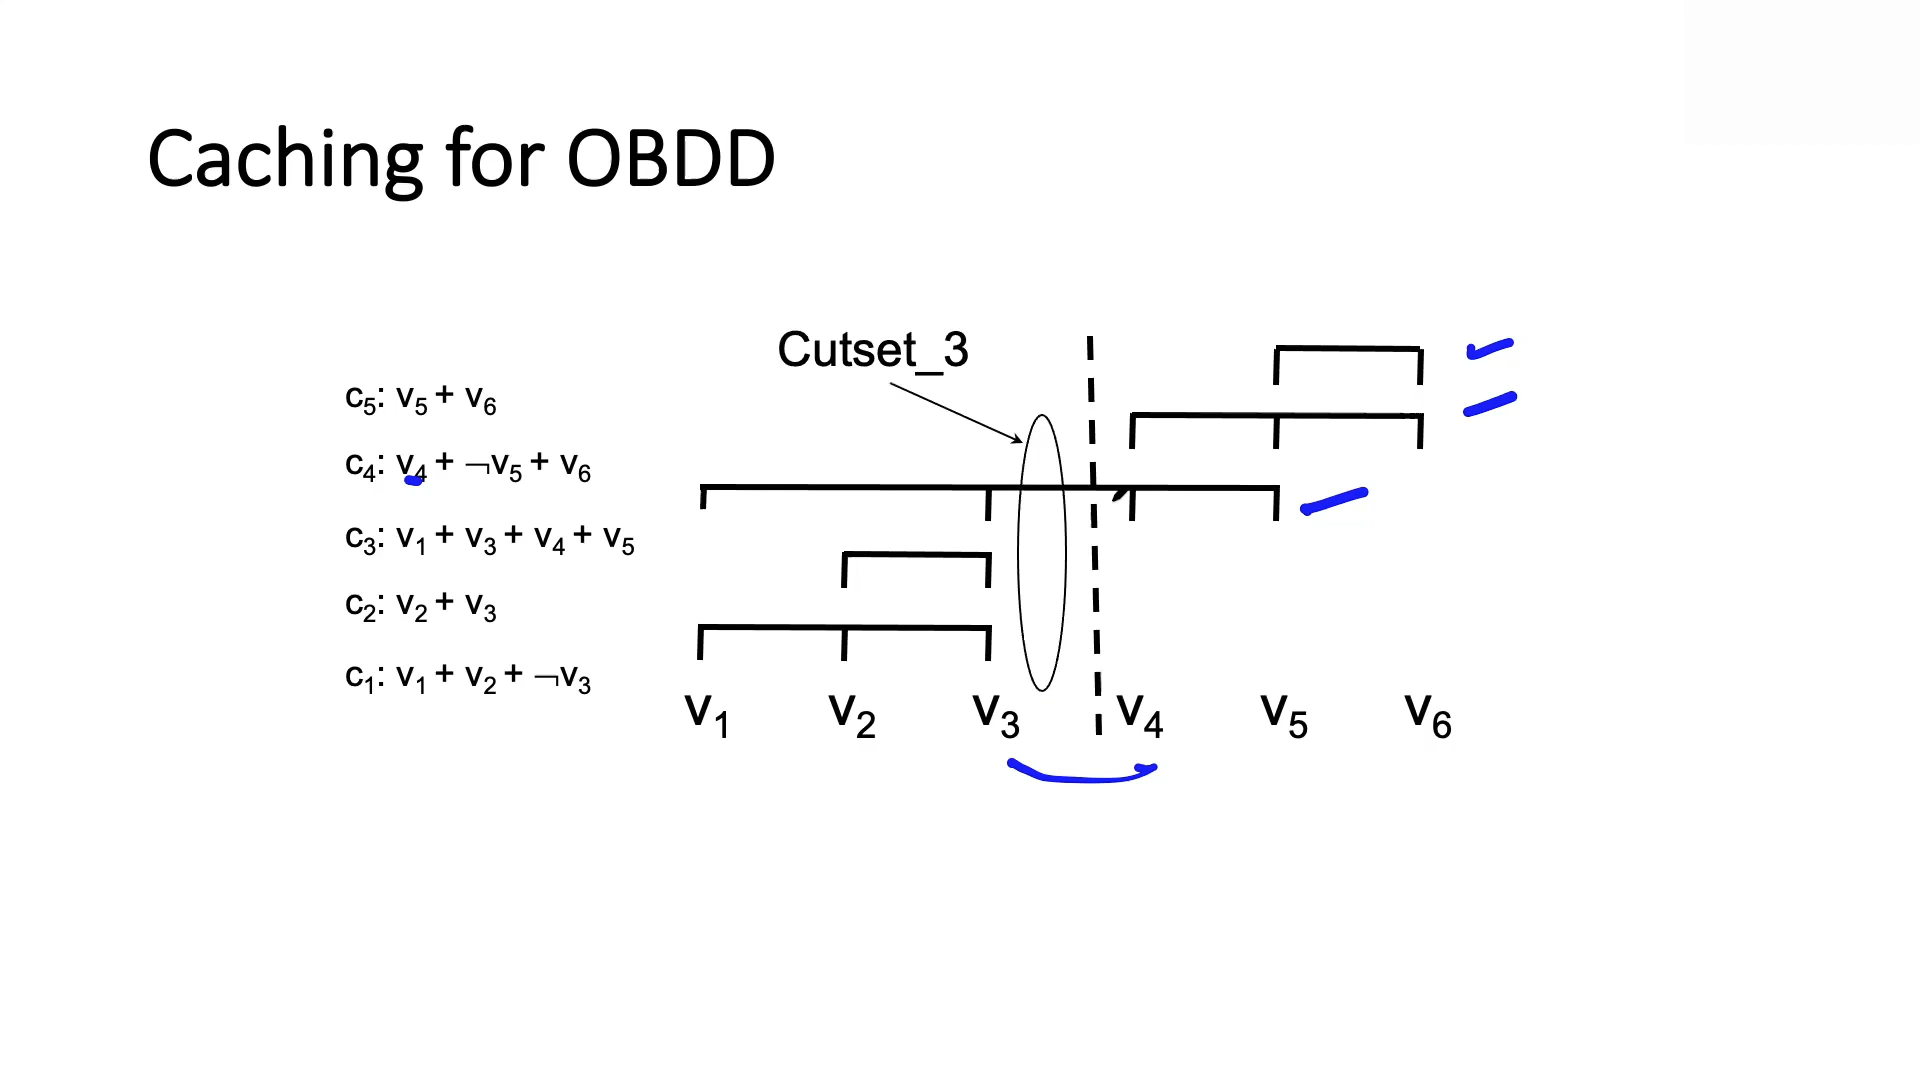 Caching for OBDD
Cutset_3
c₅: v₅ + v₆
c₄: v₄ + ¬v₅ + v₆
c₃: v₁ + v₃ + v₄ + v₅
c₂: v₂ + v₃
c₁: v₁ + v₂ + ¬v₃
v₁ v₂ v₃ v₄ v₅ v₆